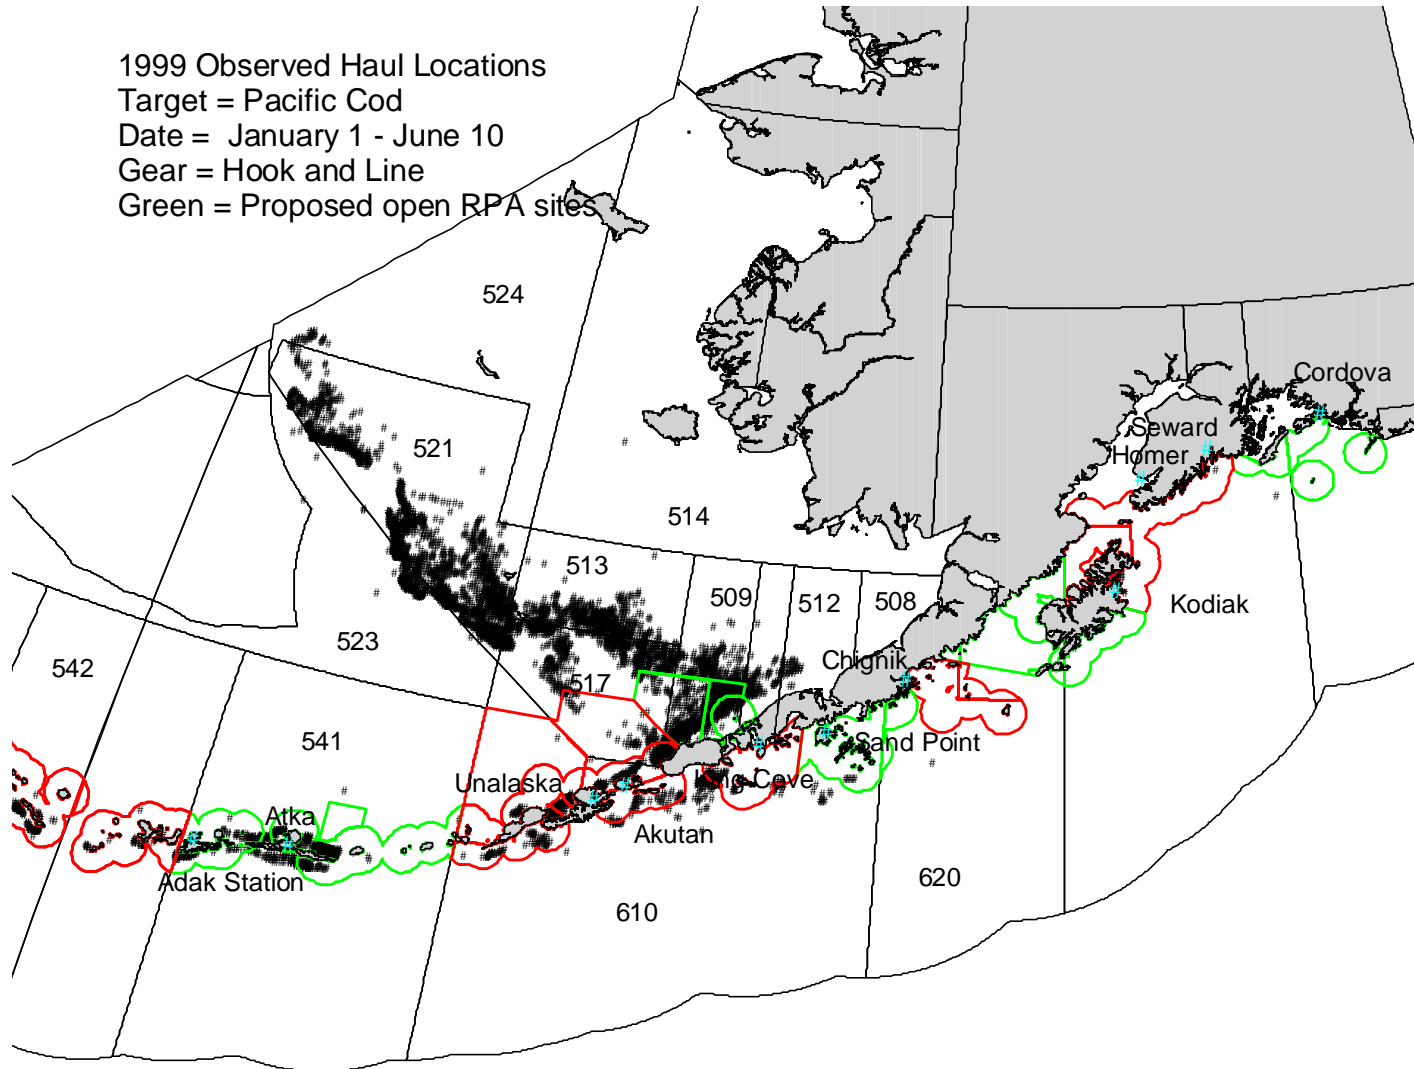 1999 Observed Haul Locations
Target = Pacific Cod
Date = January 1 - June 10
Gear = Hook and Line
Green = Proposed open RPA sites
524
Cordova
521
Seward
Homer
514
513
509
512
508
Kodiak
523
542
Chignik
517
541
Sand Point
Unalaska
King Cove
Atka
Akutan
Adak Station
620
610